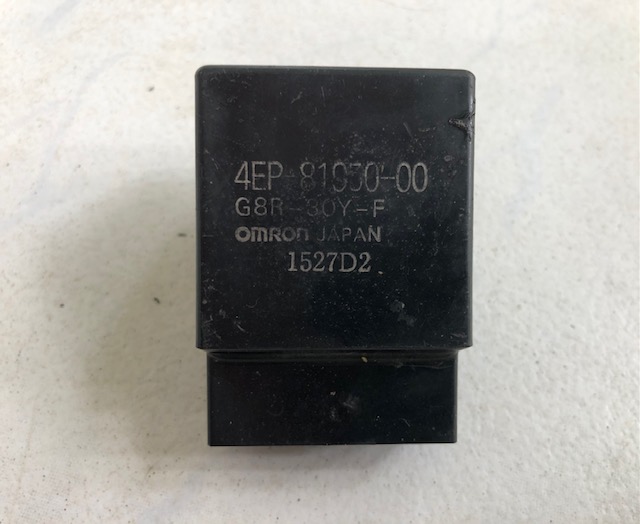 4EP-81950-00
G8R-30Y-F
omron JAPAN
1527D2